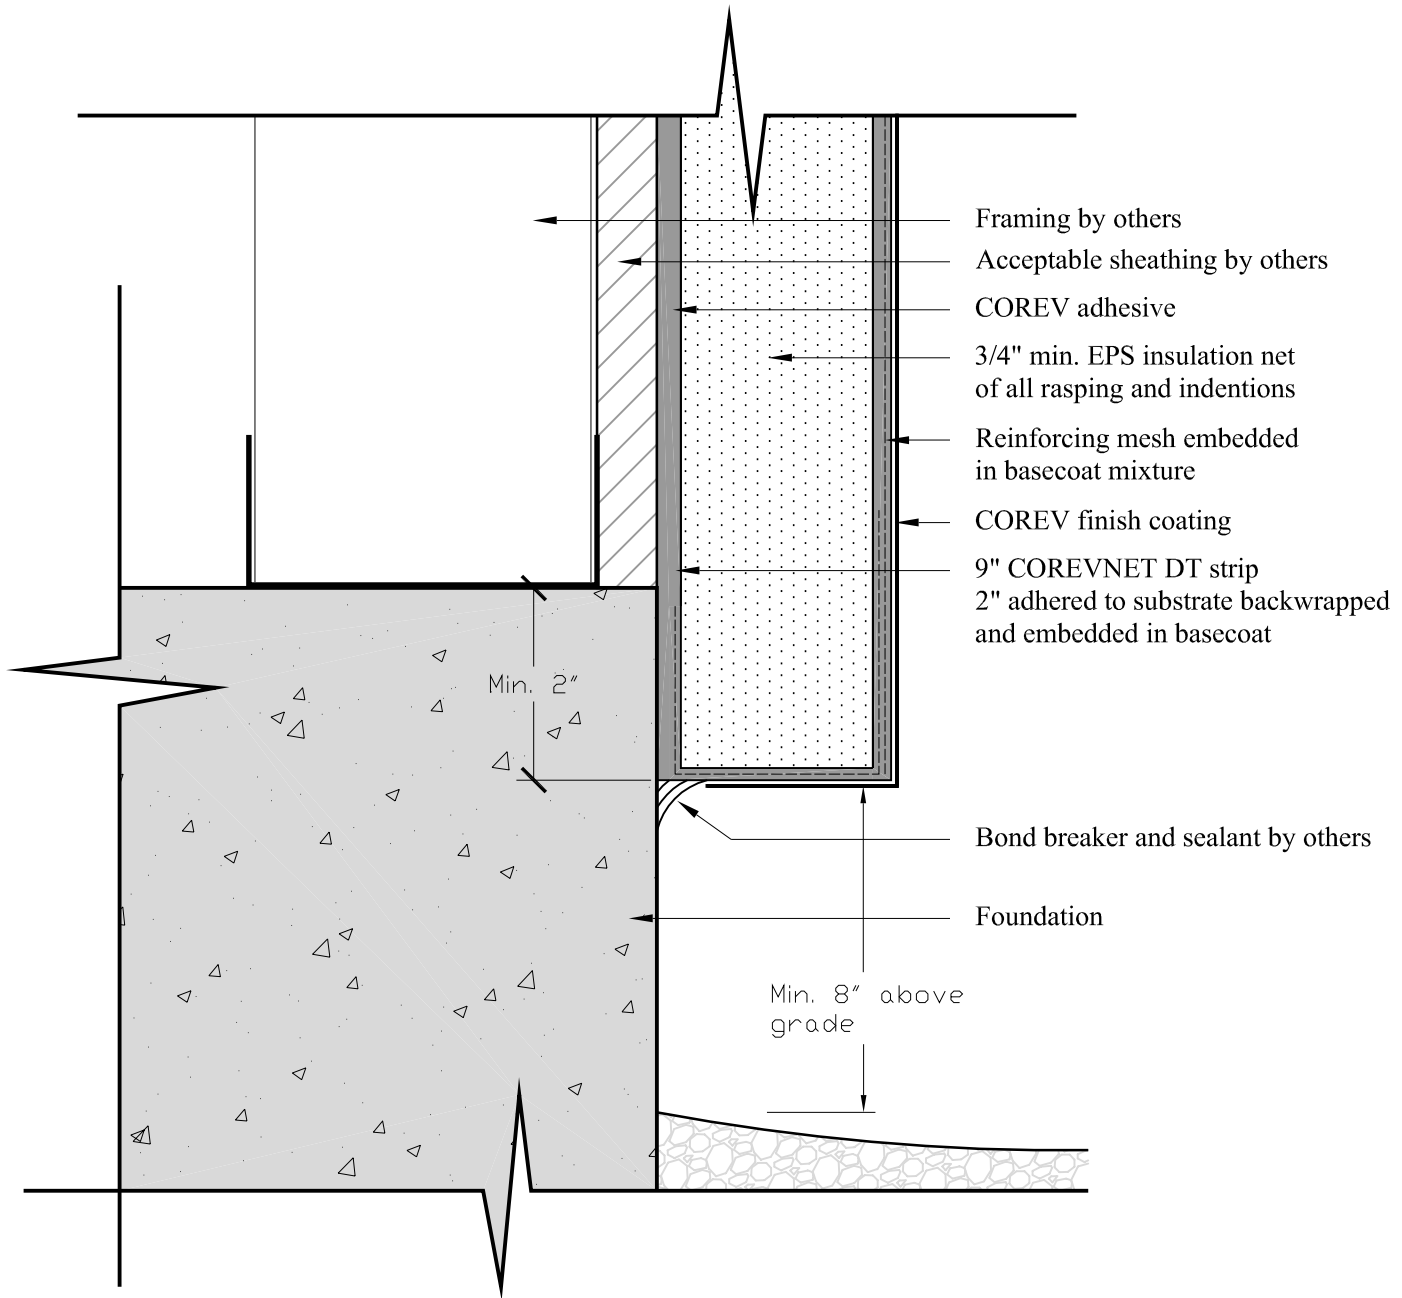 Framing by others
Acceptable sheathing by others
COREV adhesive
3/4" min. EPS insulation net
of all rasping and indentions
Reinforcing mesh embedded
in basecoat mixture
COREV finish coating
9" COREVNET DT strip
2" adhered to substrate backwrapped
and embedded in basecoat
Min. 2"
Bond breaker and sealant by others
Foundation
Min. 8" above
grade